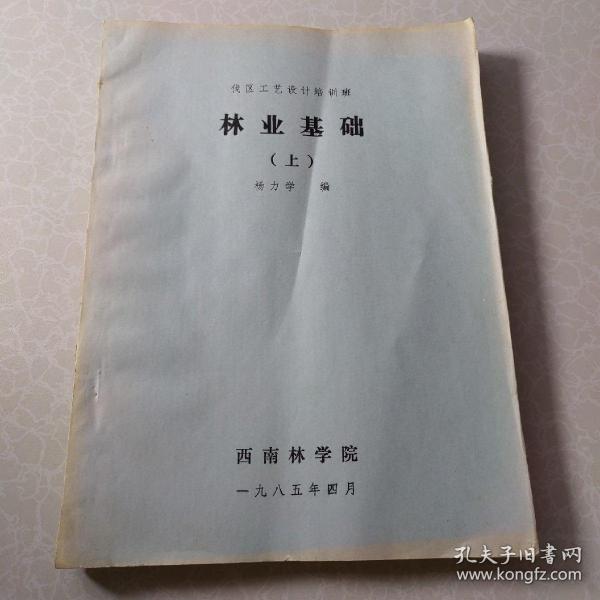 伐区工艺设计培训班
林业基础
（上）
杨力学 编
西南林学院
一九八五年四月
孔夫子旧书网
www.kongfz.com